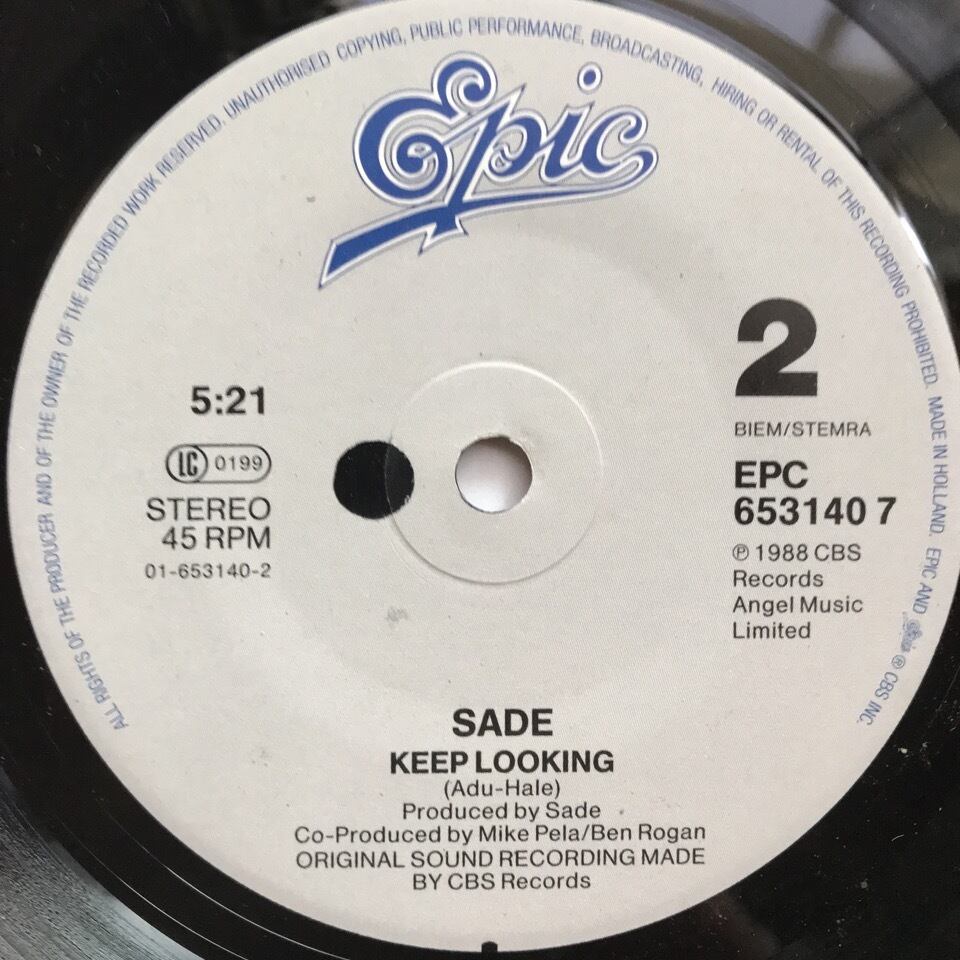 ALL RIGHTS OF THE PRODUCER AND OF THE OWNER OF THE RECORDED WORK RESERVED. UNAUTHORISED COPYING, PUBLIC PERFORMANCE, BROADCASTING, HIRING OR RENTAL OF THIS RECORDING PROHIBITED. MADE IN HOLLAND. EPIC AND Epic ® CBS INC.
Epic
2
BIEM/STEMRA
EPC
653140 7
℗ 1988 CBS
Records
Angel Music
Limited
5:21
LC 0199
STEREO
45 RPM
01-653140-2
SADE
KEEP LOOKING
(Adu-Hale)
Produced by Sade
Co-Produced by Mike Pela/Ben Rogan
ORIGINAL SOUND RECORDING MADE
BY CBS Records